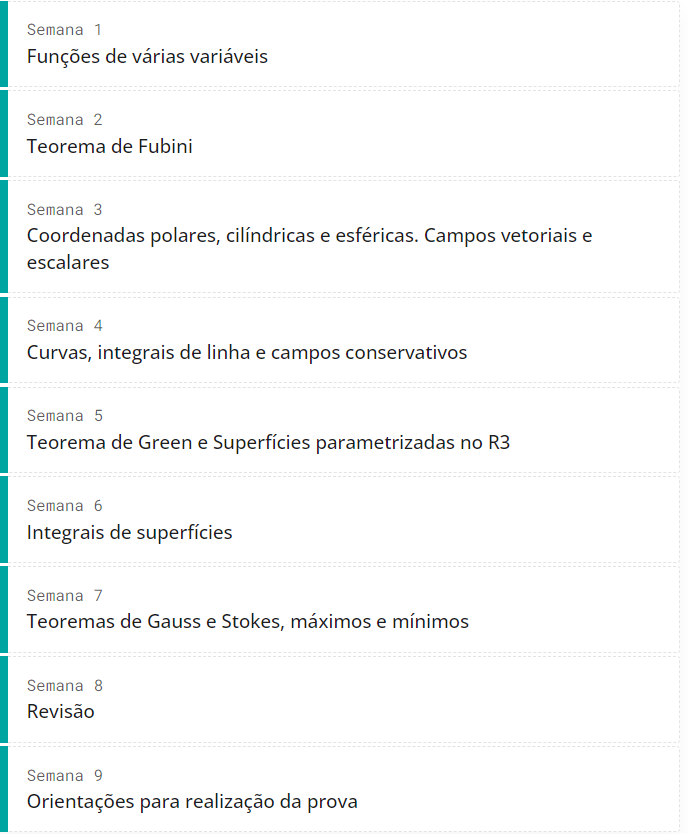 Semana 1
Funções de várias variáveis
Semana 2
Teorema de Fubini
Semana 3
Coordenadas polares, cilíndricas e esféricas. Campos vetoriais e
escalares
Semana 4
Curvas, integrais de linha e campos conservativos
Semana 5
Teorema de Green e Superfícies parametrizadas no R3
Semana 6
Integrais de superfícies
Semana 7
Teoremas de Gauss e Stokes, máximos e mínimos
Semana 8
Revisão
Semana 9
Orientações para realização da prova